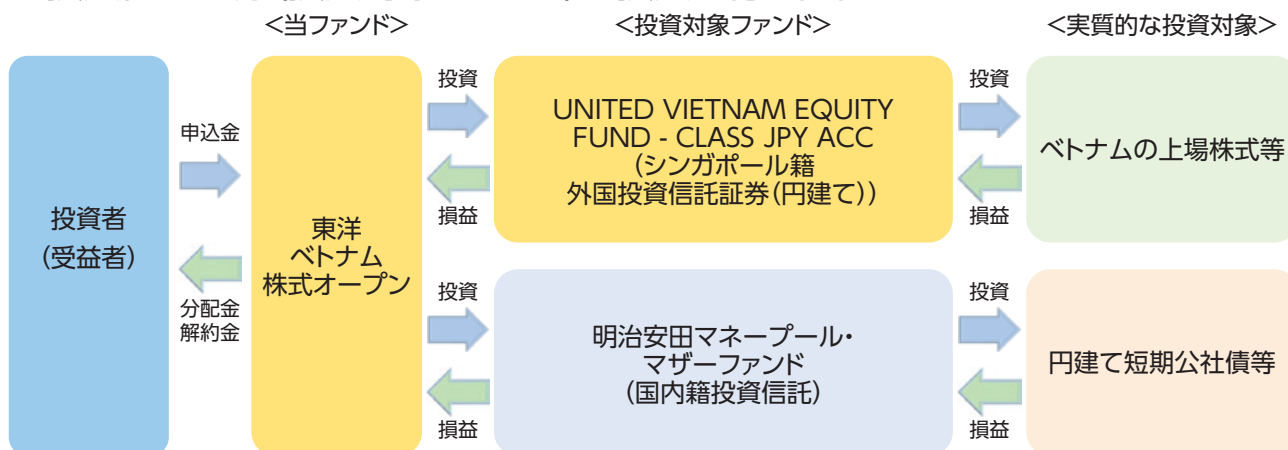 <当ファンド>
<投資対象ファンド>
<実質的な投資対象>
投資者
(受益者)
申込金
分配金
解約金
東洋
ベトナム
株式オープン
投資
損益
UNITED VIETNAM EQUITY
FUND - CLASS JPY ACC
(シンガポール籍
外国投資信託証券(円建て))
投資
損益
ベトナムの上場株式等
投資
損益
明治安田マネープール・
マザーファンド
(国内籍投資信託)
投資
損益
円建て短期公社債等